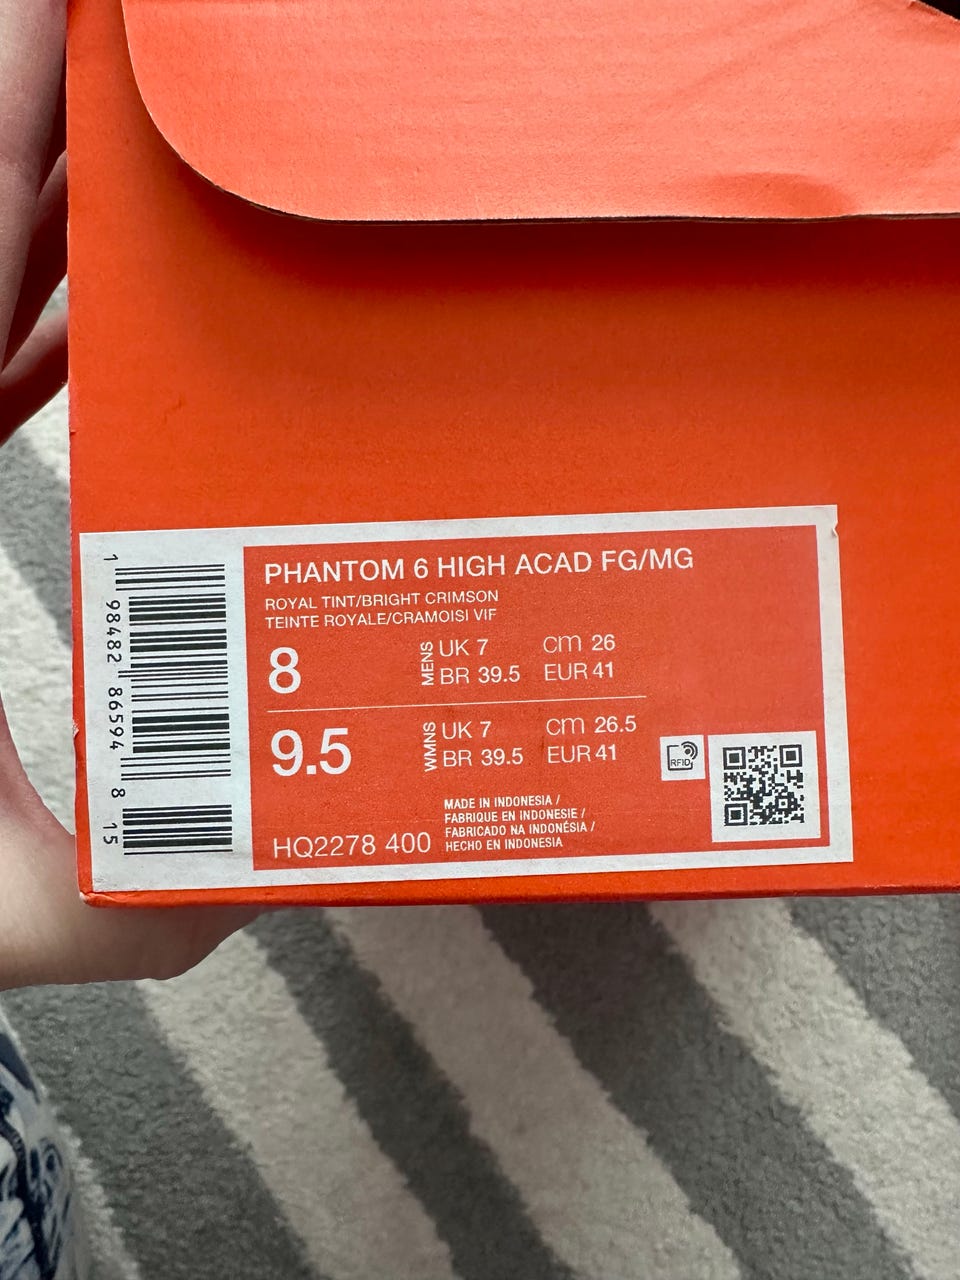 PHANTOM 6 HIGH ACAD FG/MG
ROYAL TINT/BRIGHT CRIMSON
TEINTE ROYALE/CRAMOISI VIF
8 MENS UK 7 cm 26
BR 39.5 EUR 41
9.5 WMNS UK 7 cm 26.5
BR 39.5 EUR 41
RFID
MADE IN INDONESIA /
FABRIQUE EN INDONESIE /
FABRICADO NA INDONÉSIA /
HECHO EN INDONESIA
HQ2278 400
1 98482 86594 8 15